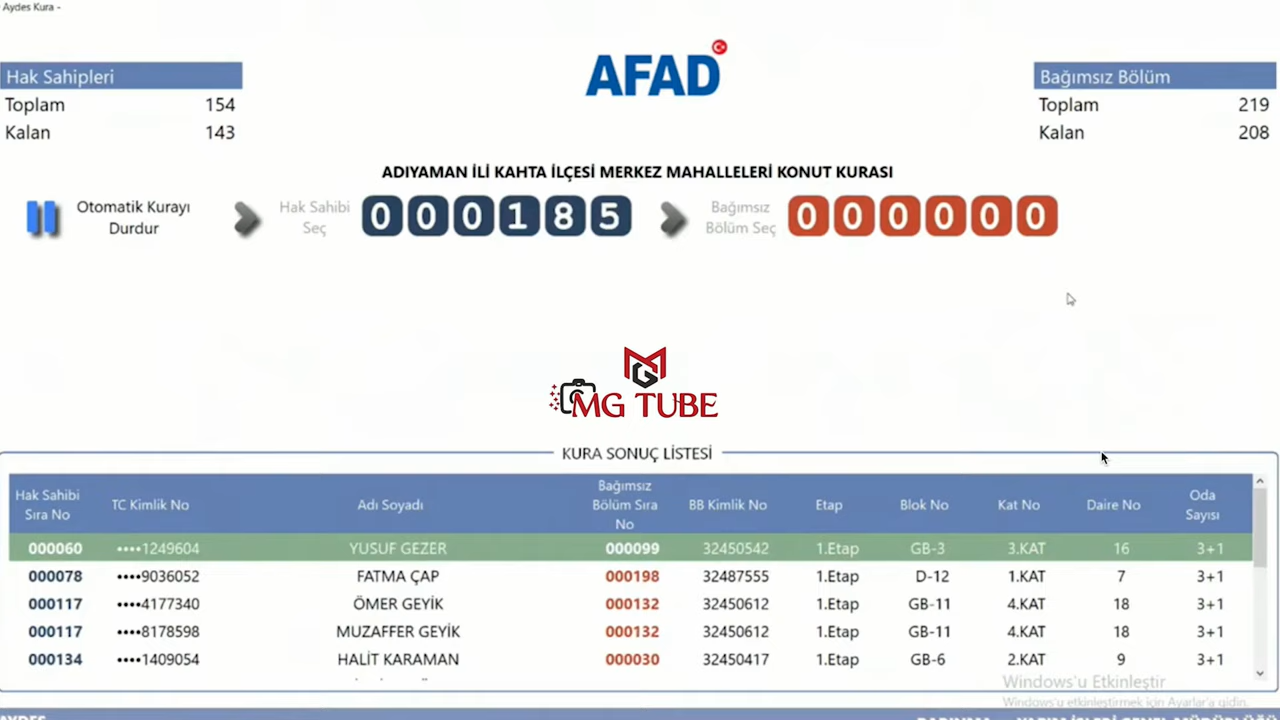 Aydes Kura -
AFAD
Hak Sahipleri
Toplam 154
Kalan 143
Bağımsız Bölüm
Toplam 219
Kalan 208
ADIYAMAN İLİ KAHTA İLÇESİ MERKEZ MAHALLELERİ KONUT KURASI
Otomatik Kurayı
Durdur
Hak Sahibi
Seç
000185
Bağımsız
Bölüm Seç
000000
MG TUBE
KURA SONUÇ LİSTESİ
Hak Sahibi
Sıra No
TC Kimlik No
Adı Soyadı
Bağımsız
Bölüm Sıra
No
BB Kimlik No
Etap
Blok No
Kat No
Daire No
Oda
Sayısı
000060 ••••1249604 YUSUF GEZER 000099 32450542 1.Etap GB-3 3.KAT 16 3+1
000078 ••••9036052 FATMA ÇAP 000198 32487555 1.Etap D-12 1.KAT 7 3+1
000117 ••••4177340 ÖMER GEYİK 000132 32450612 1.Etap GB-11 4.KAT 18 3+1
000117 ••••8178598 MUZAFFER GEYİK 000132 32450612 1.Etap GB-11 4.KAT 18 3+1
000134 ••••1409054 HALİT KARAMAN 000030 32450417 1.Etap GB-6 2.KAT 9 3+1
Windows'u Etkinleştir
Windows'u etkinleştirmek için Ayarlar'a gidin.
AYDES